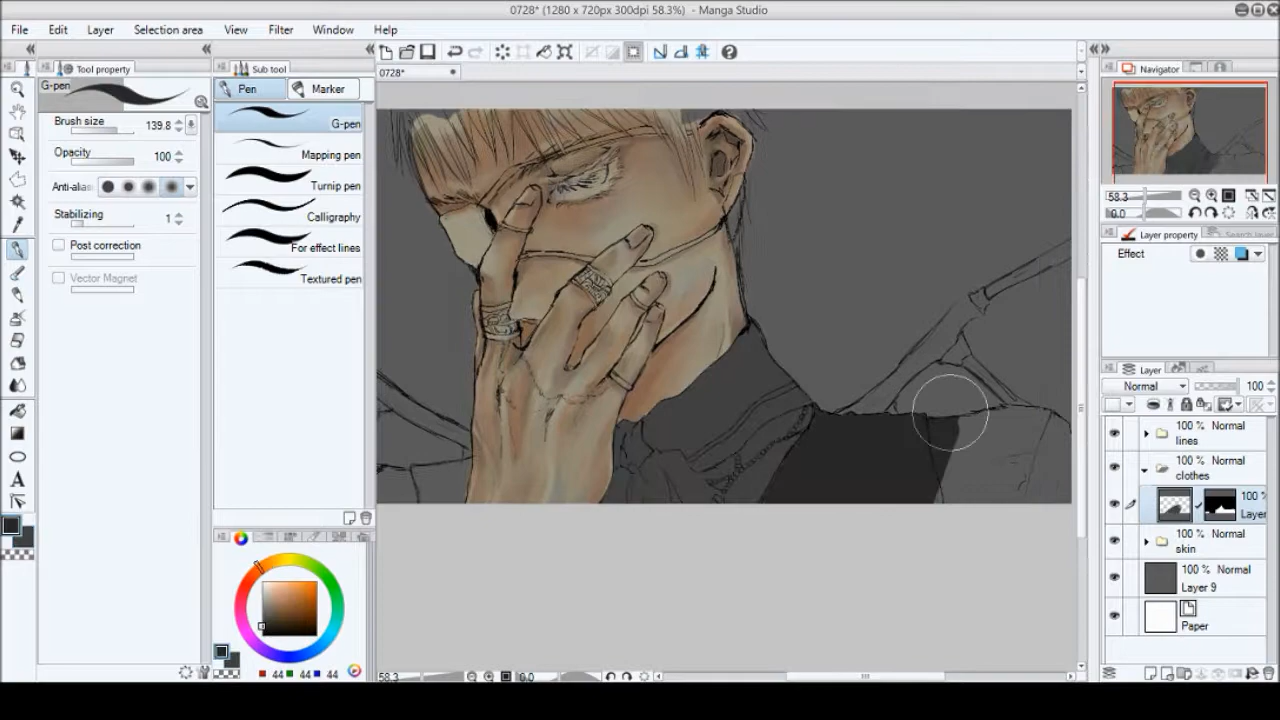 0728* (1280 x 720px 300dpi 58.3%) - Manga Studio
File Edit Layer Selection area View Filter Window Help
Tool property
Sub tool
0728*
Navigator
G-pen
Pen
Marker
Brush size 139.8
G-pen
Opacity 100
Mapping pen
Anti-alias
Turnip pen
Stabilizing 1
Calligraphy
Post correction
For effect lines
Vector Magnet
Textured pen
58.3
0.0
Layer property
Search layer
Effect
Layer
Normal 100
100 % Normal
lines
100 % Normal
clothes
100 %
Layer
100 % Normal
skin
100 % Normal
Layer 9
Paper
44 44 44
58.3
0.0